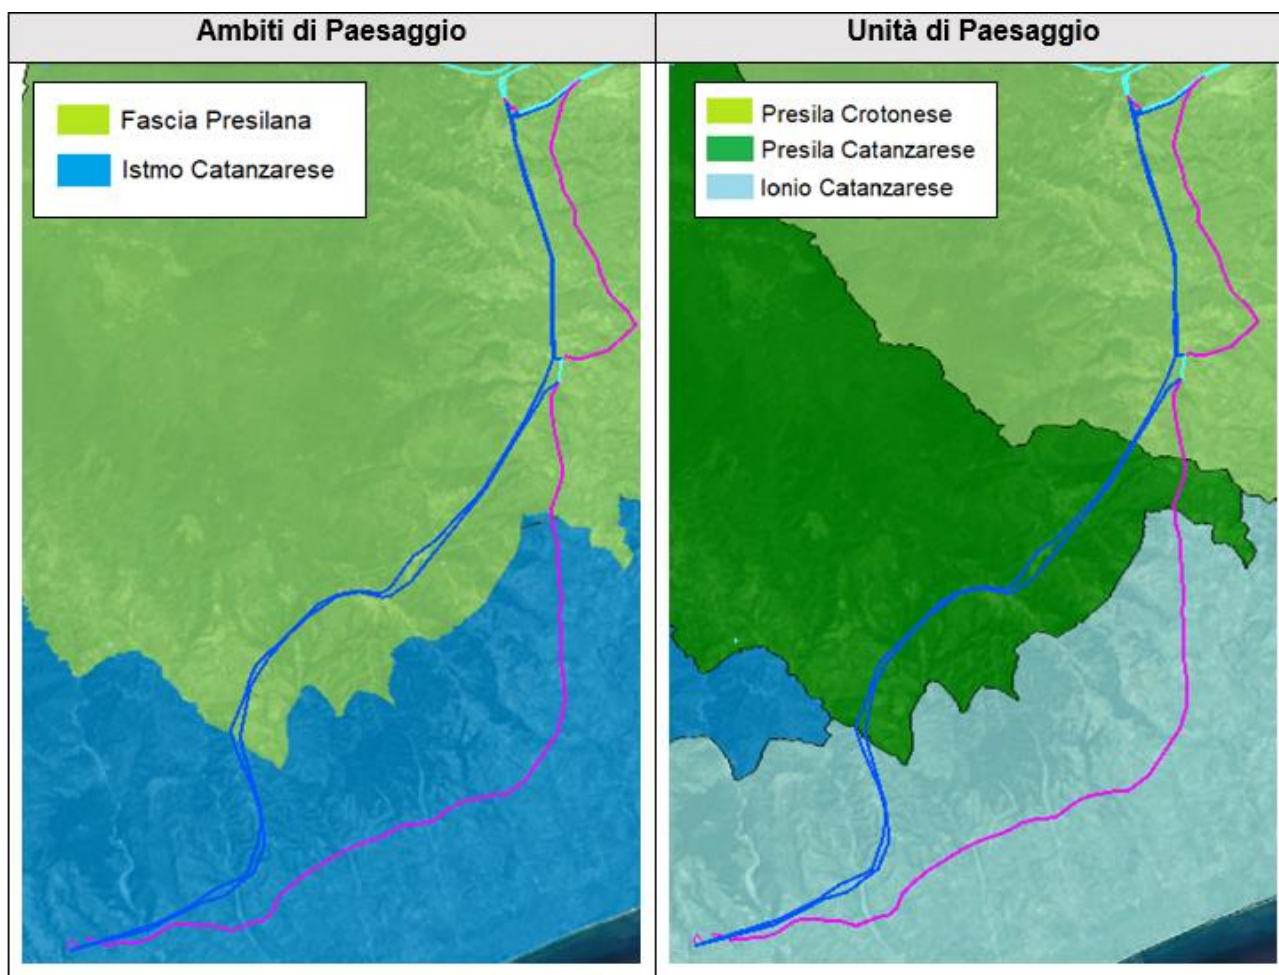 Ambiti di Paesaggio
Unità di Paesaggio
Fascia Presilana
Istmo Catanzarese
Presila Crotonese
Presila Catanzarese
Ionio Catanzarese